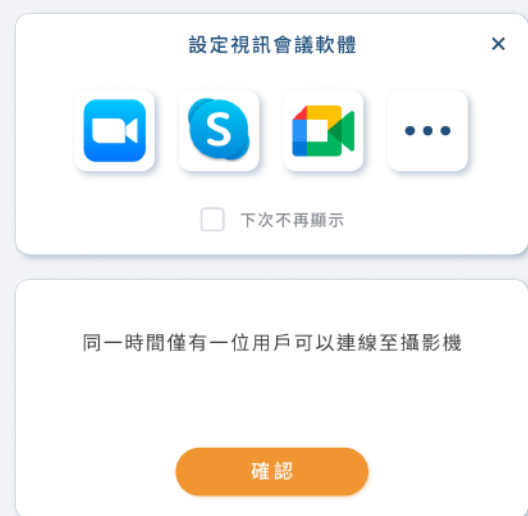 設定視訊會議軟體
S
下次不再顯示
同一時間僅有一位用戶可以連線至攝影機
確認